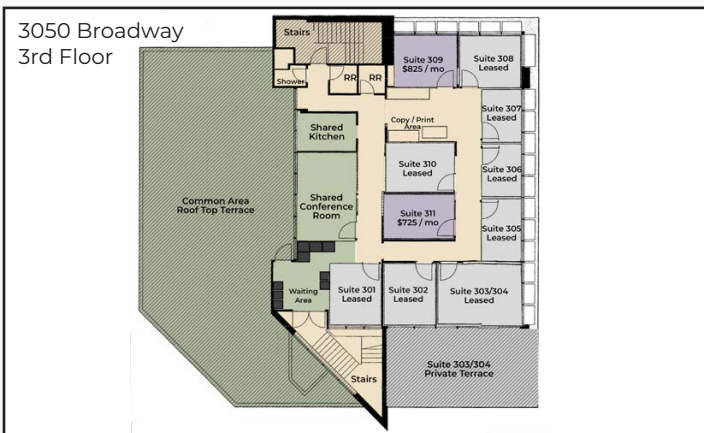 3050 Broadway
3rd Floor
Stairs
Suite 309
$825 / mo
Suite 308
Leased
Shower
RR
RR
Suite 307
Leased
Copy / Print
Area
Shared
Kitchen
Suite 310
Leased
Suite 306
Leased
Common Area
Roof Top Terrace
Shared
Conference
Room
Suite 311
$725 / mo
Suite 305
Leased
Waiting
Area
Suite 301
Leased
Suite 302
Leased
Suite 303/304
Leased
Stairs
Suite 303/304
Private Terrace